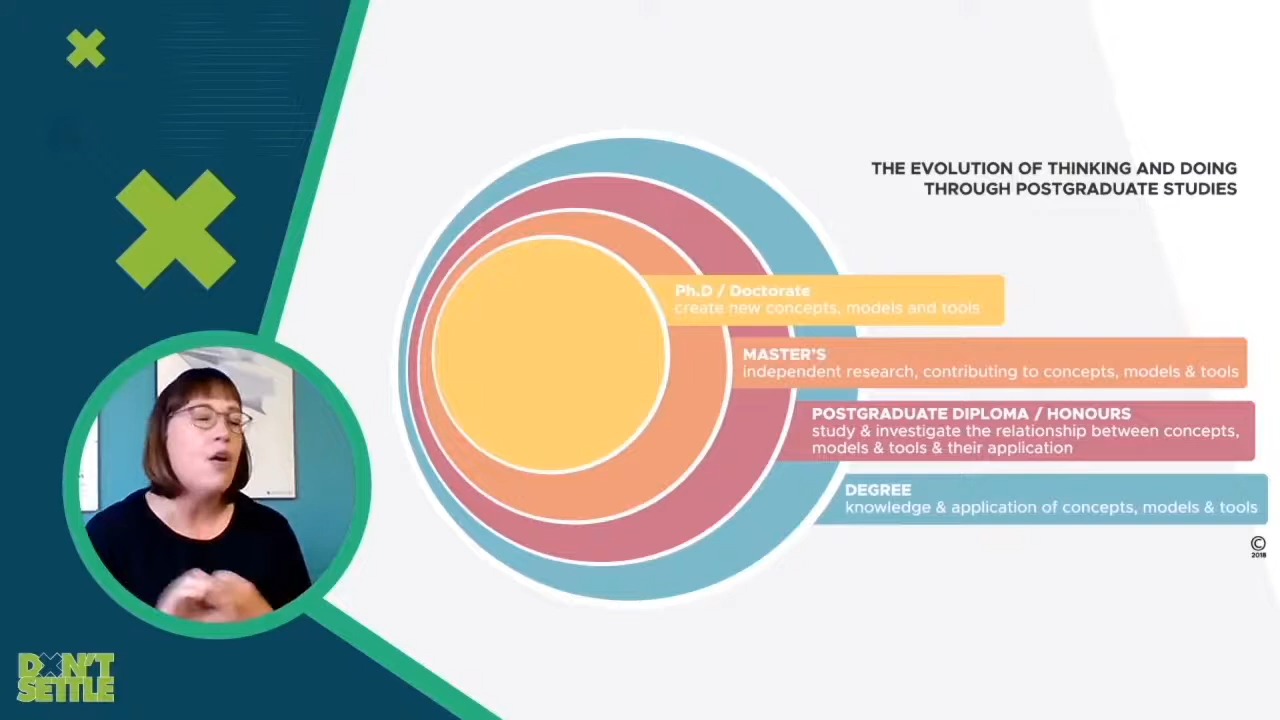 THE EVOLUTION OF THINKING AND DOING
THROUGH POSTGRADUATE STUDIES
Ph.D / Doctorate
create new concepts, models and tools
MASTER'S
independent research, contributing to concepts, models & tools
POSTGRADUATE DIPLOMA / HONOURS
study & investigate the relationship between concepts,
models & tools & their application
DEGREE
knowledge & application of concepts, models & tools
©
2018
DON'T
SETTLE